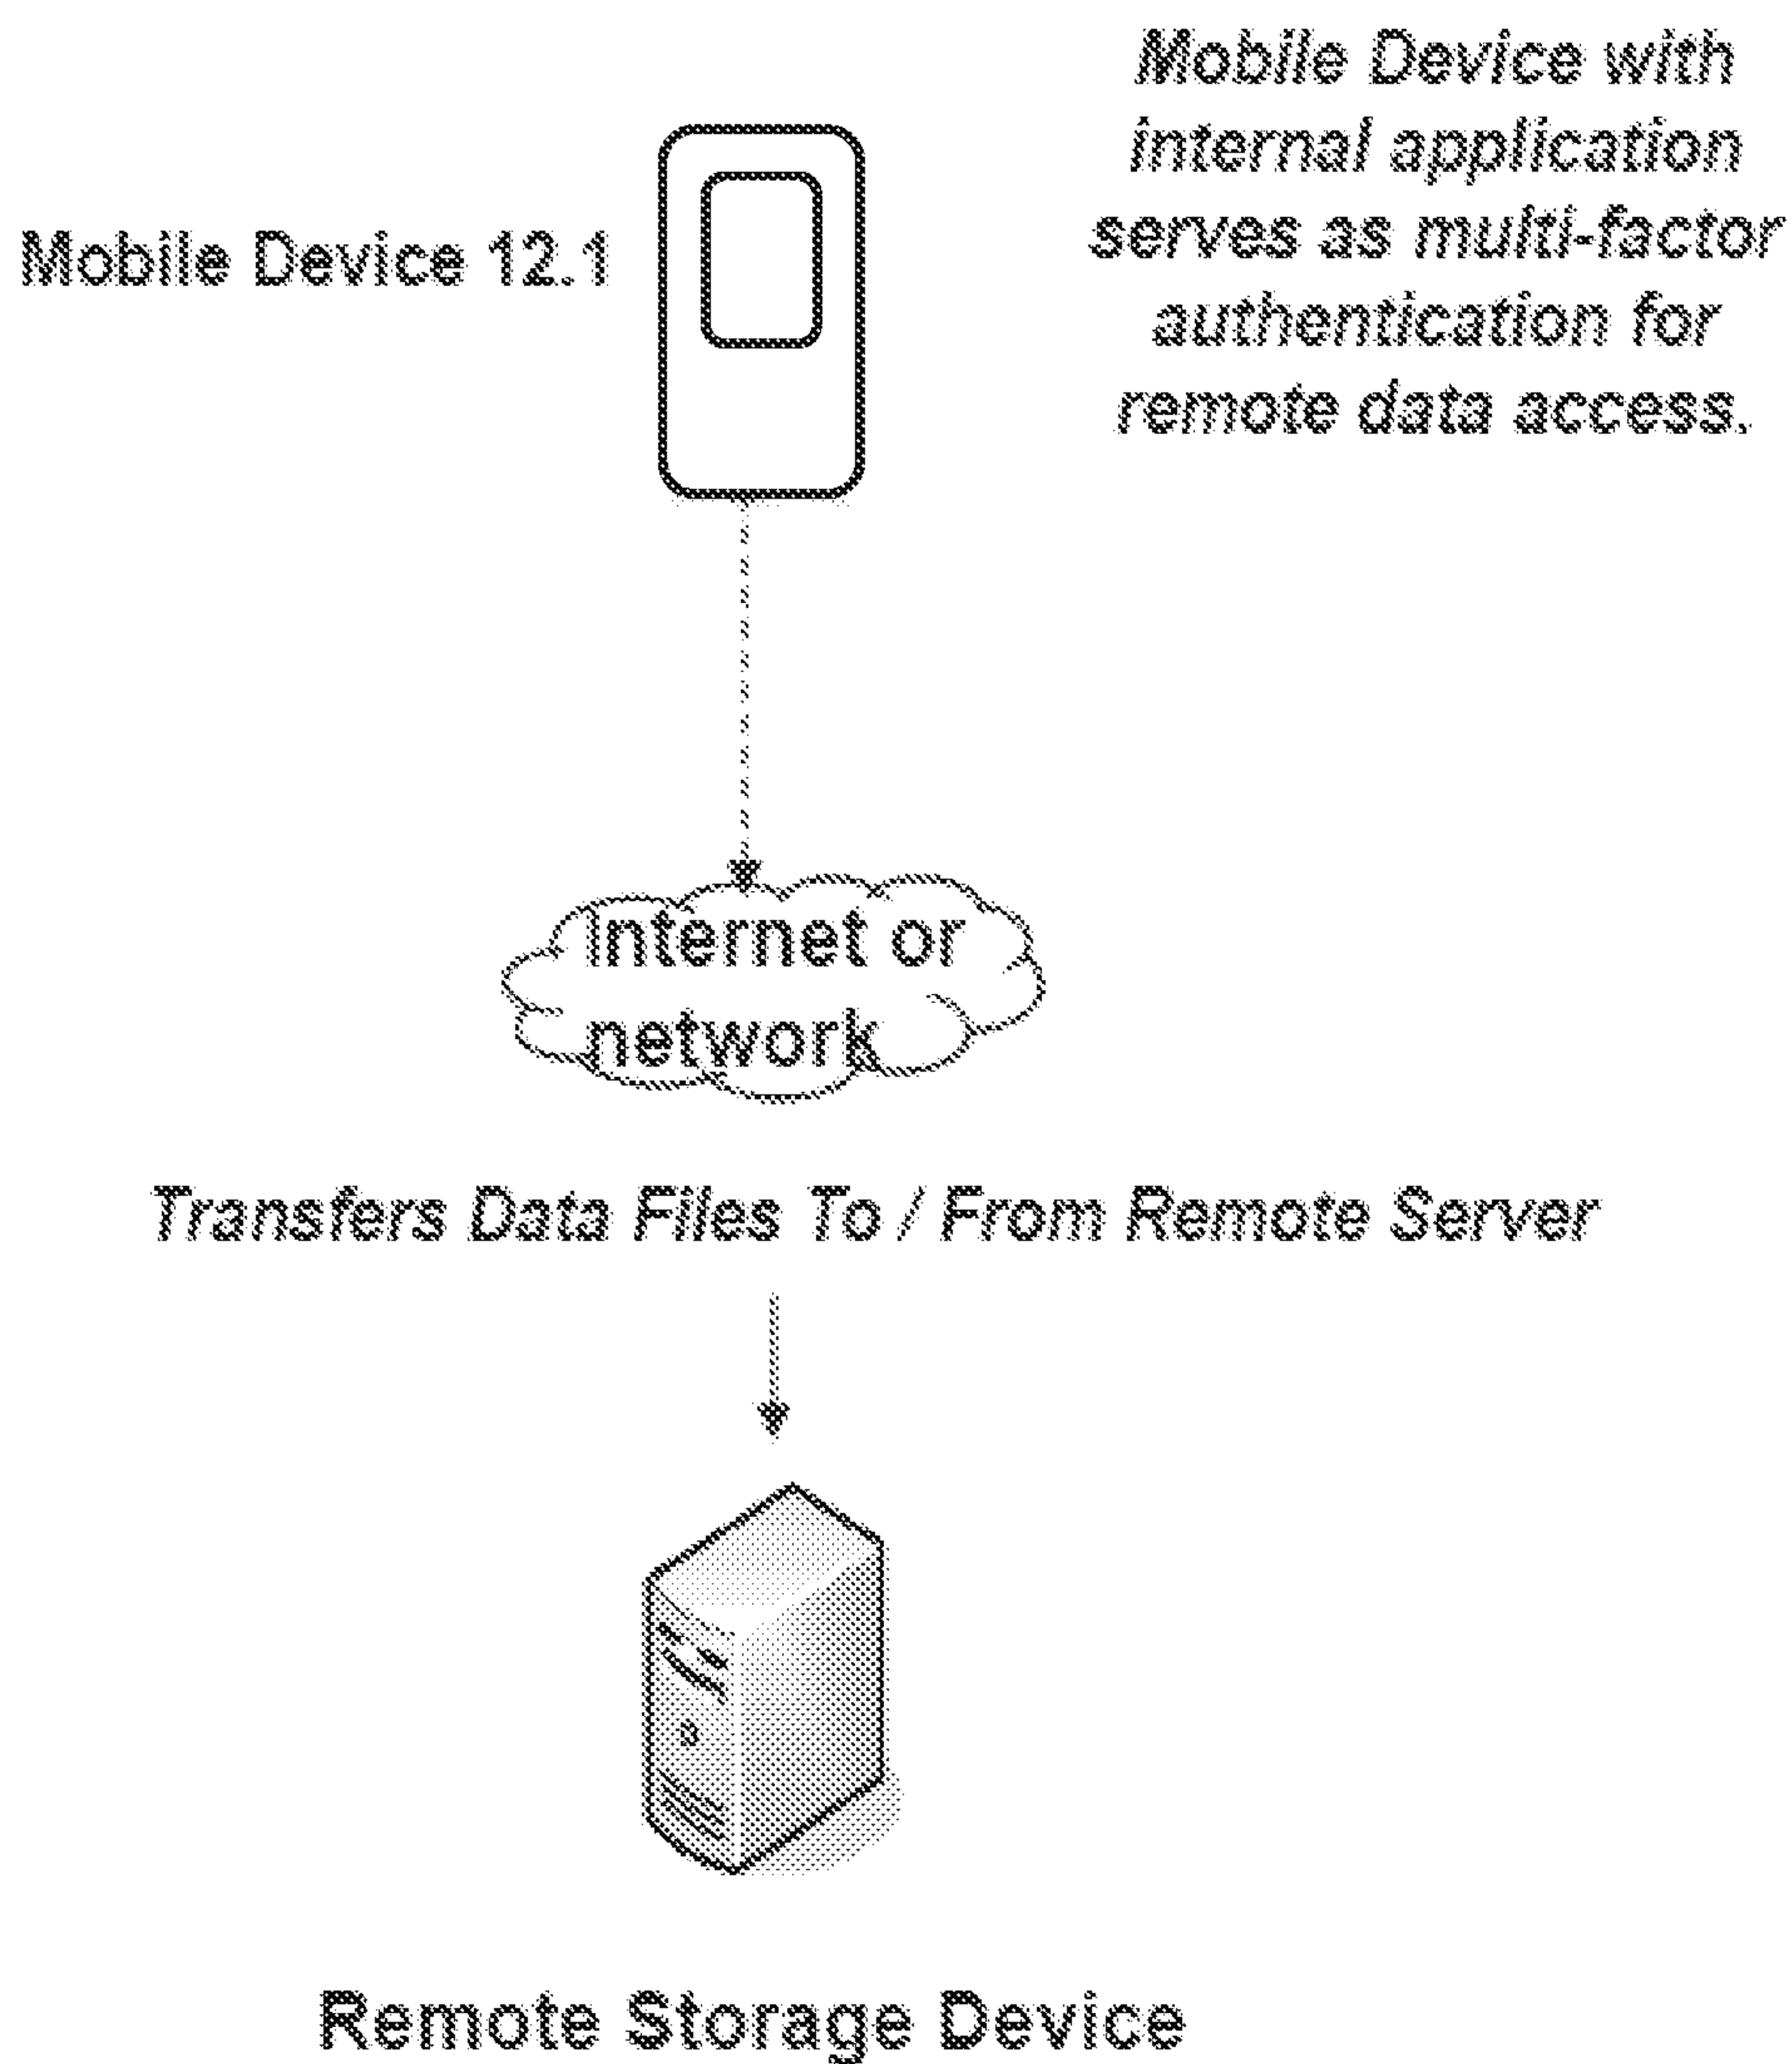 Mobile Device with
internal application
serves as multi-factor
authentication for
remote data access.
Mobile Device 12.1
Internet or
network
Transfers Data Files To / From Remote Server
Remote Storage Device